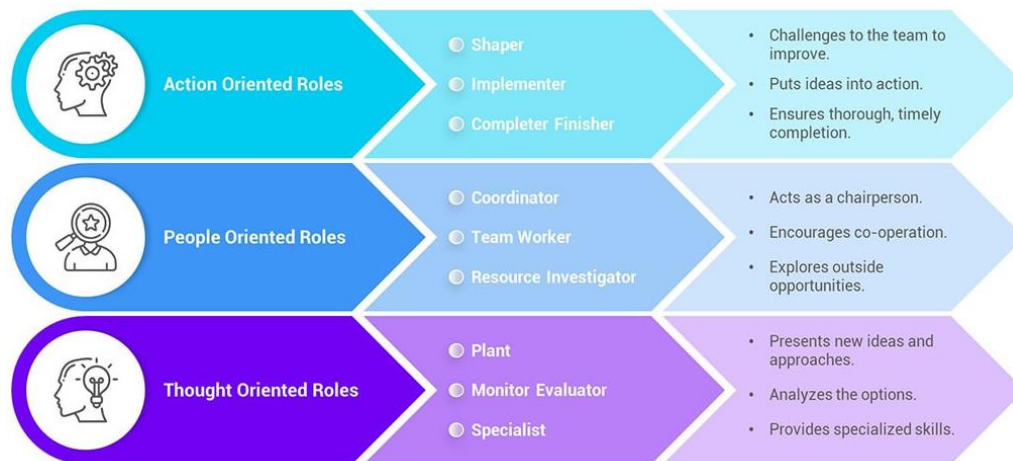 Action Oriented Roles
Shaper
Implementer
Completer Finisher
• Challenges to the team to
improve.
• Puts ideas into action.
• Ensures thorough, timely
completion.
People Oriented Roles
Coordinator
Team Worker
Resource Investigator
• Acts as a chairperson.
• Encourages co-operation.
• Explores outside
opportunities.
Thought Oriented Roles
Plant
Monitor Evaluator
Specialist
• Presents new ideas and
approaches.
• Analyzes the options.
• Provides specialized skills.